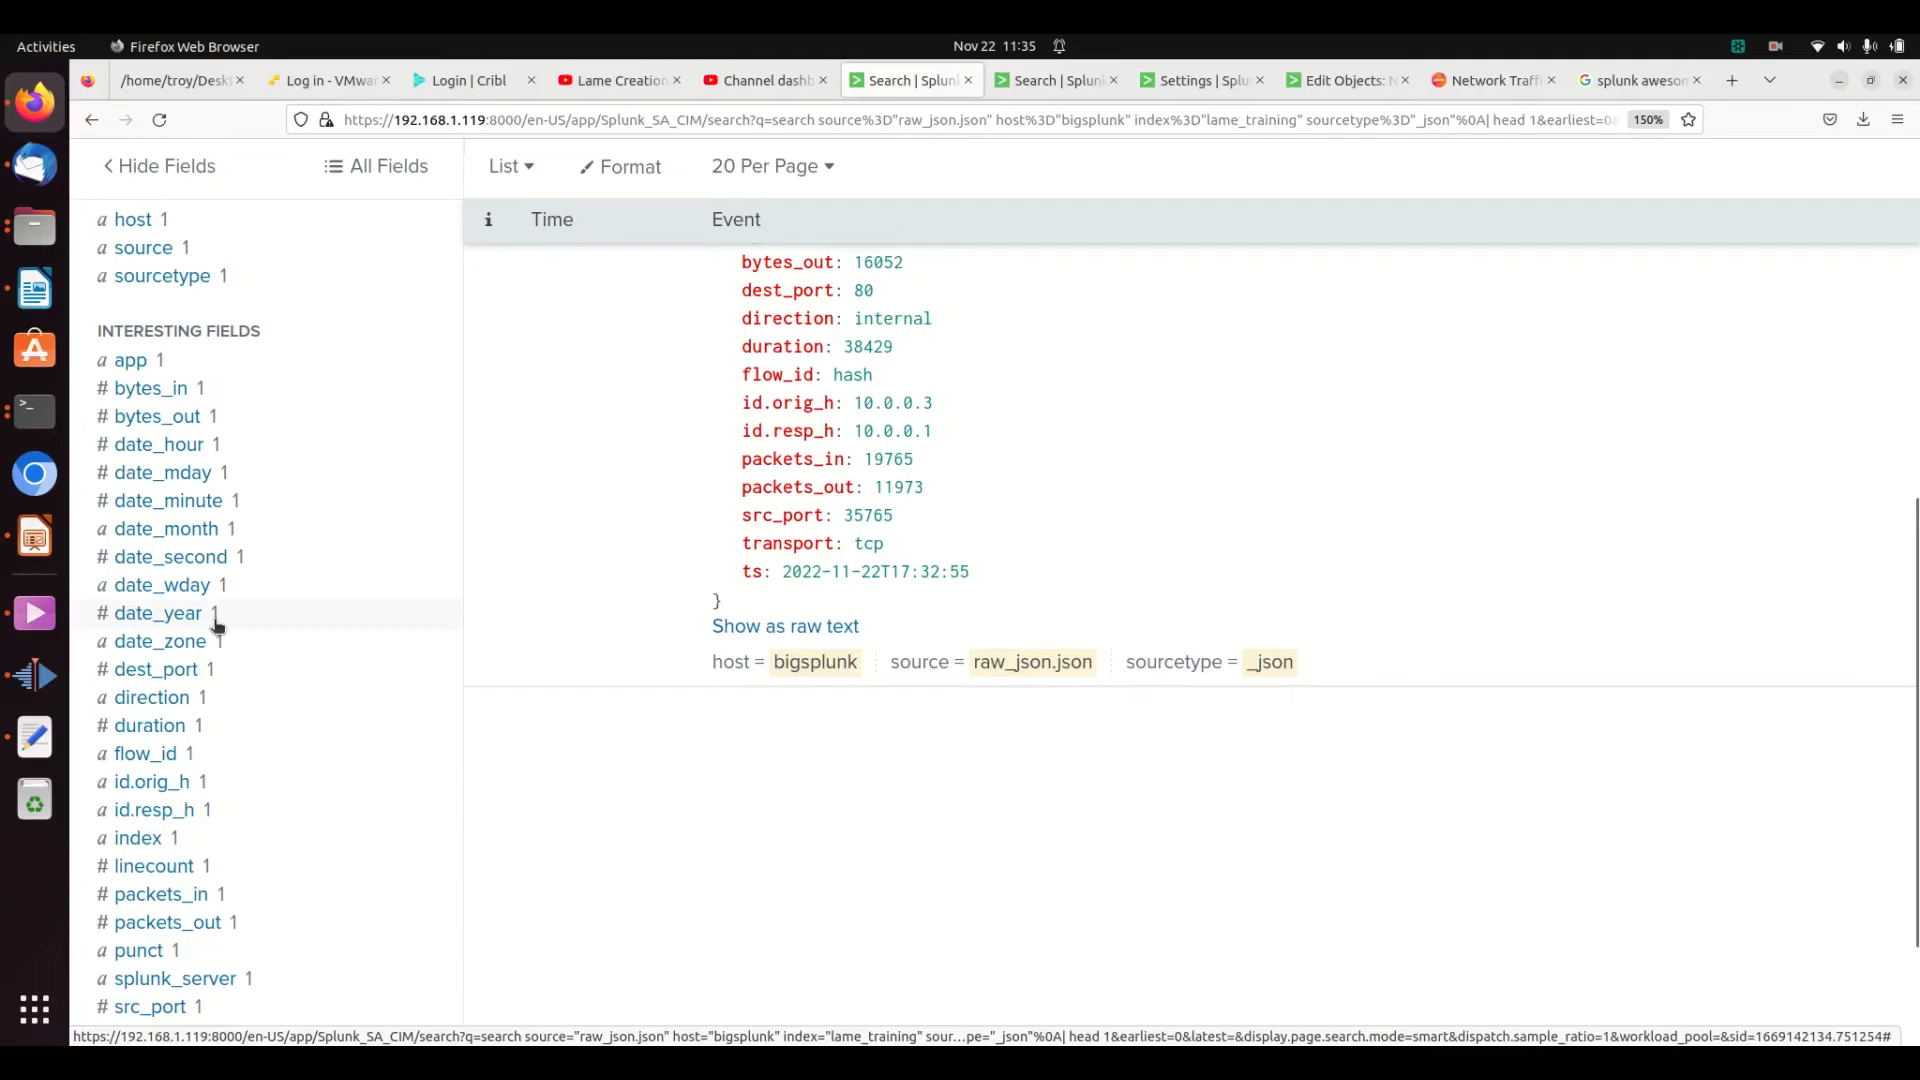 Activities Firefox Web Browser Nov 22 11:35
/home/troy/Deskt Log in - VMwar Login | Cribl Lame Creation Channel dashb Search | Splunk Search | Splunk Settings | Splu Edit Objects: N Network Traffi splunk awesom
https://192.168.1.119:8000/en-US/app/Splunk_SA_CIM/search?q=search source%3D"raw_json.json" host%3D"bigsplunk" index%3D"lame_training" sourcetype%3D"_json"%0A| head 1&earliest=0& 150%
Hide Fields All Fields List Format 20 Per Page
i Time Event
a host 1
a source 1
a sourcetype 1
INTERESTING FIELDS
a app 1
# bytes_in 1
# bytes_out 1
# date_hour 1
# date_mday 1
# date_minute 1
a date_month 1
# date_second 1
a date_wday 1
# date_year 1
a date_zone 1
# dest_port 1
a direction 1
# duration 1
a flow_id 1
a id.orig_h 1
a id.resp_h 1
a index 1
# linecount 1
# packets_in 1
# packets_out 1
a punct 1
a splunk_server 1
# src_port 1
bytes_out: 16052
dest_port: 80
direction: internal
duration: 38429
flow_id: hash
id.orig_h: 10.0.0.3
id.resp_h: 10.0.0.1
packets_in: 19765
packets_out: 11973
src_port: 35765
transport: tcp
ts: 2022-11-22T17:32:55
}
Show as raw text
host = bigsplunk source = raw_json.json sourcetype = _json
https://192.168.1.119:8000/en-US/app/Splunk_SA_CIM/search?q=search source="raw_json.json" host="bigsplunk" index="lame_training" sour…pe="_json"%0A| head 1&earliest=0&latest=&display.page.search.mode=smart&dispatch.sample_ratio=1&workload_pool=&sid=1669142134.751254#